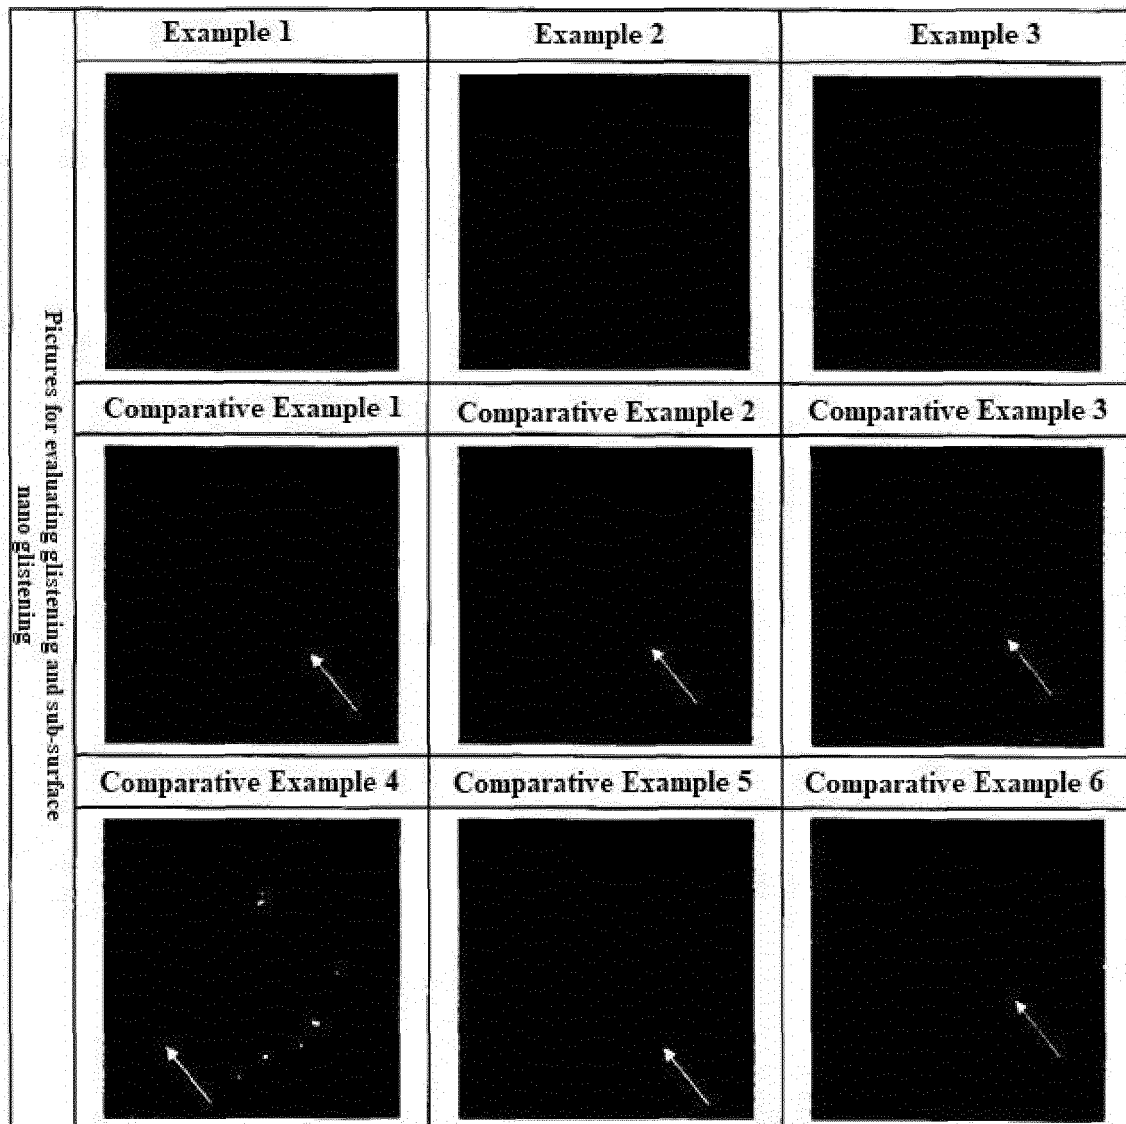 Example 1
Example 2
Example 3
Pictures for evaluating glistening and sub-surface
nano glistening
Comparative Example 1
Comparative Example 2
Comparative Example 3
Comparative Example 4
Comparative Example 5
Comparative Example 6